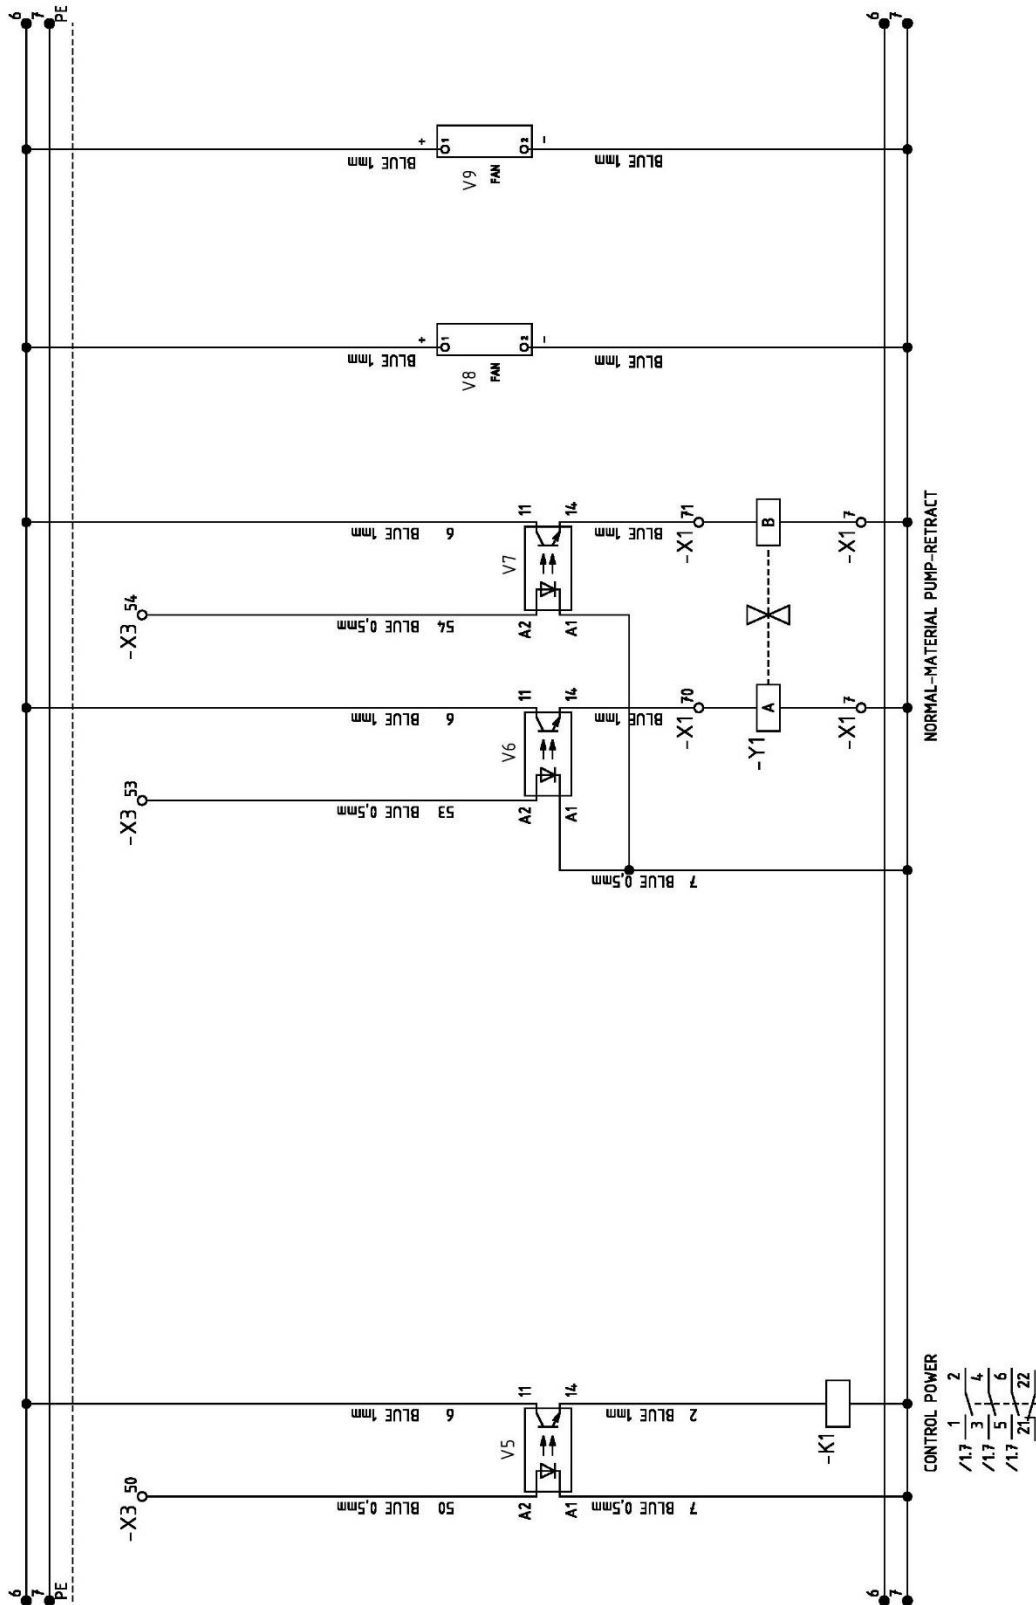 6 6
7 7
PE PE
-X3 50
-X3 53
-X3 54
50 BLUE 0,5mm
6 BLUE 1mm
53 BLUE 0,5mm
6 BLUE 1mm
54 BLUE 0,5mm
6 BLUE 1mm
BLUE 1mm
BLUE 1mm
+
+
1
1
V8
V9
FAN
FAN
2
2
-
-
V5
A2
11
A1
14
V6
A2
11
A1
14
V7
A2
11
A1
14
7 BLUE 0,5mm
2 BLUE 1mm
7 BLUE 0,5mm
BLUE 1mm
BLUE 1mm
BLUE 1mm
BLUE 1mm
-X1 70
-X1 71
-Y1
A
B
-K1
-X1 7
-X1 7
6 6
7 7
CONTROL POWER
NORMAL-MATERIAL PUMP-RETRACT
/1.7 1 2
/1.7 3 4
/1.7 5 6
21 22